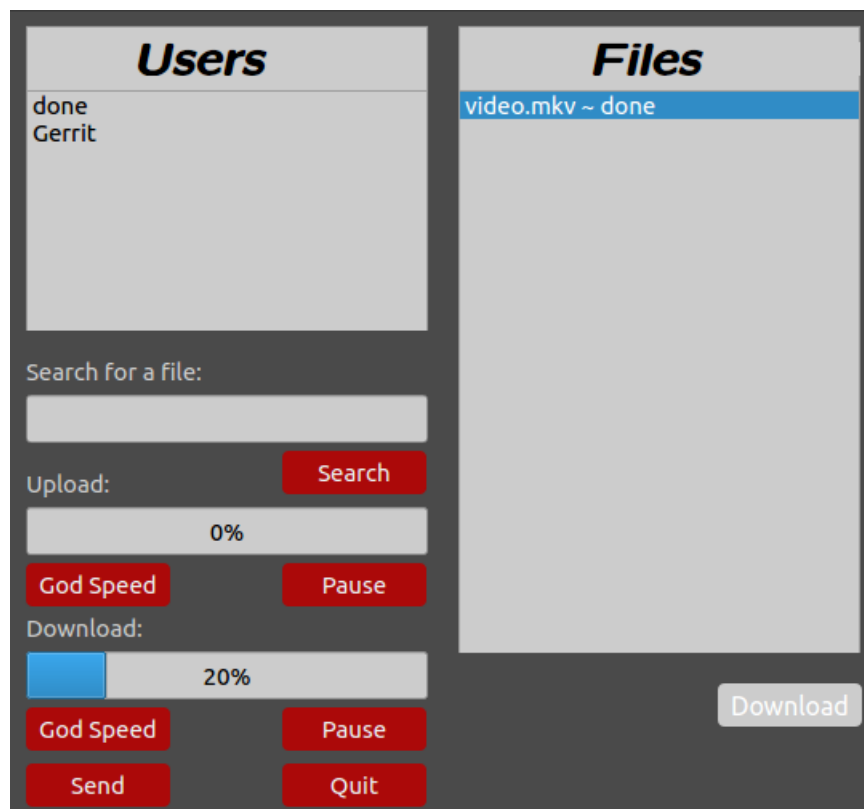 Users
done
Gerrit
Search for a file:
Search
Upload:
0%
God Speed
Pause
Download:
20%
God Speed
Pause
Send
Quit
Files
video.mkv ~ done
Download